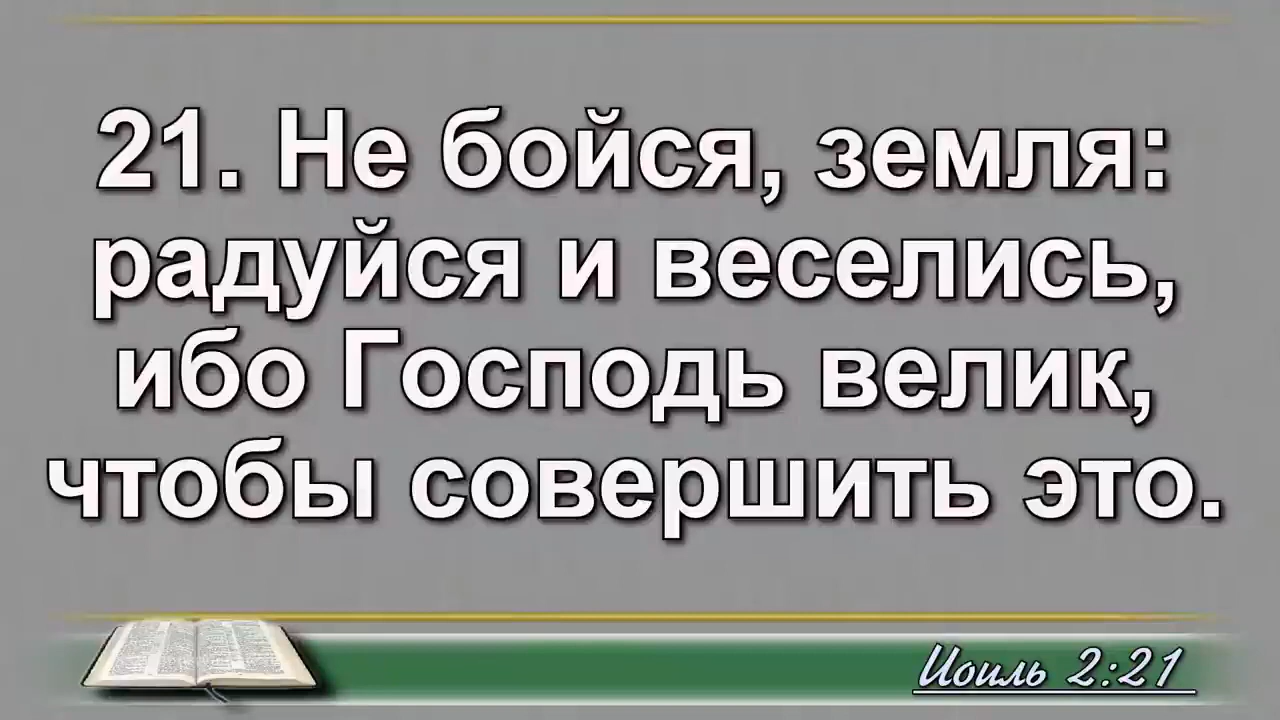 21. Не бойся, земля:
радуйся и веселись,
ибо Господь велик,
чтобы совершить это.
Иоиль 2:21